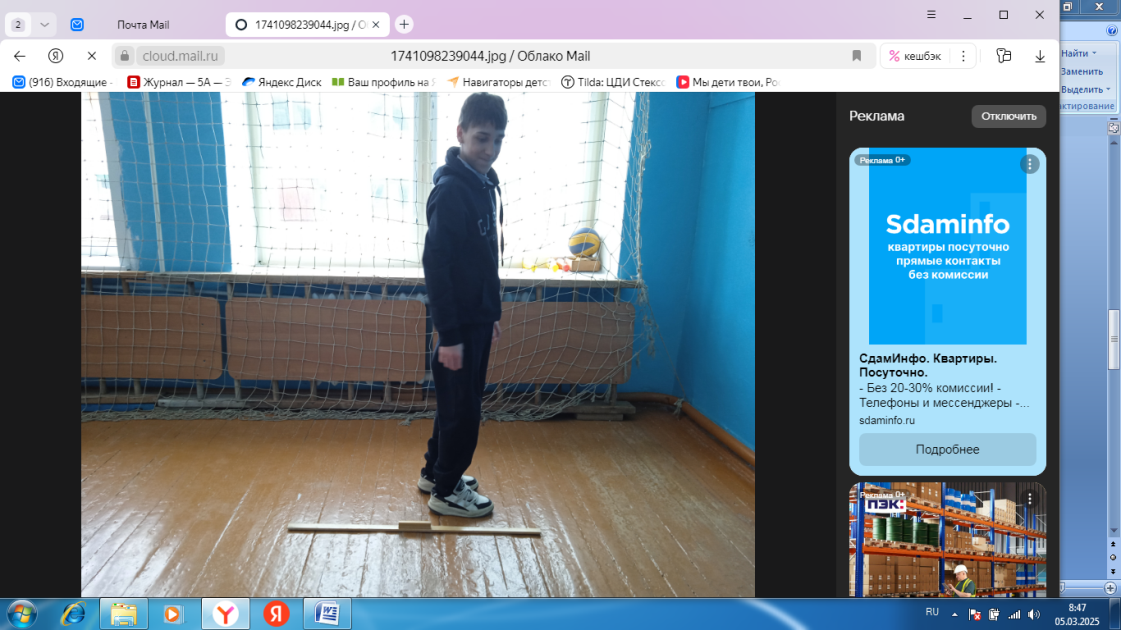 2
Почта Mail
1741098239044.jpg / О
cloud.mail.ru
1741098239044.jpg / Облако Mail
% кешбэк
(916) Входящие -
Журнал — 5А — Э
Яндекс Диск
Ваш профиль на
Навигаторы детс
Tilda: ЦДИ Стекс
Мы дети твои, Ро
Найти
Заменить
Выделить
Реклама
Отключить
Реклама 0+
Sdaminfo
квартиры посуточно
прямые контакты
без комиссии
СдамИнфо. Квартиры.
Посуточно.
- Без 20-30% комиссии! -
Телефоны и мессенджеры -...
sdaminfo.ru
Подробнее
Реклама 0+
ПЭК:
RU
8:47
05.03.2025